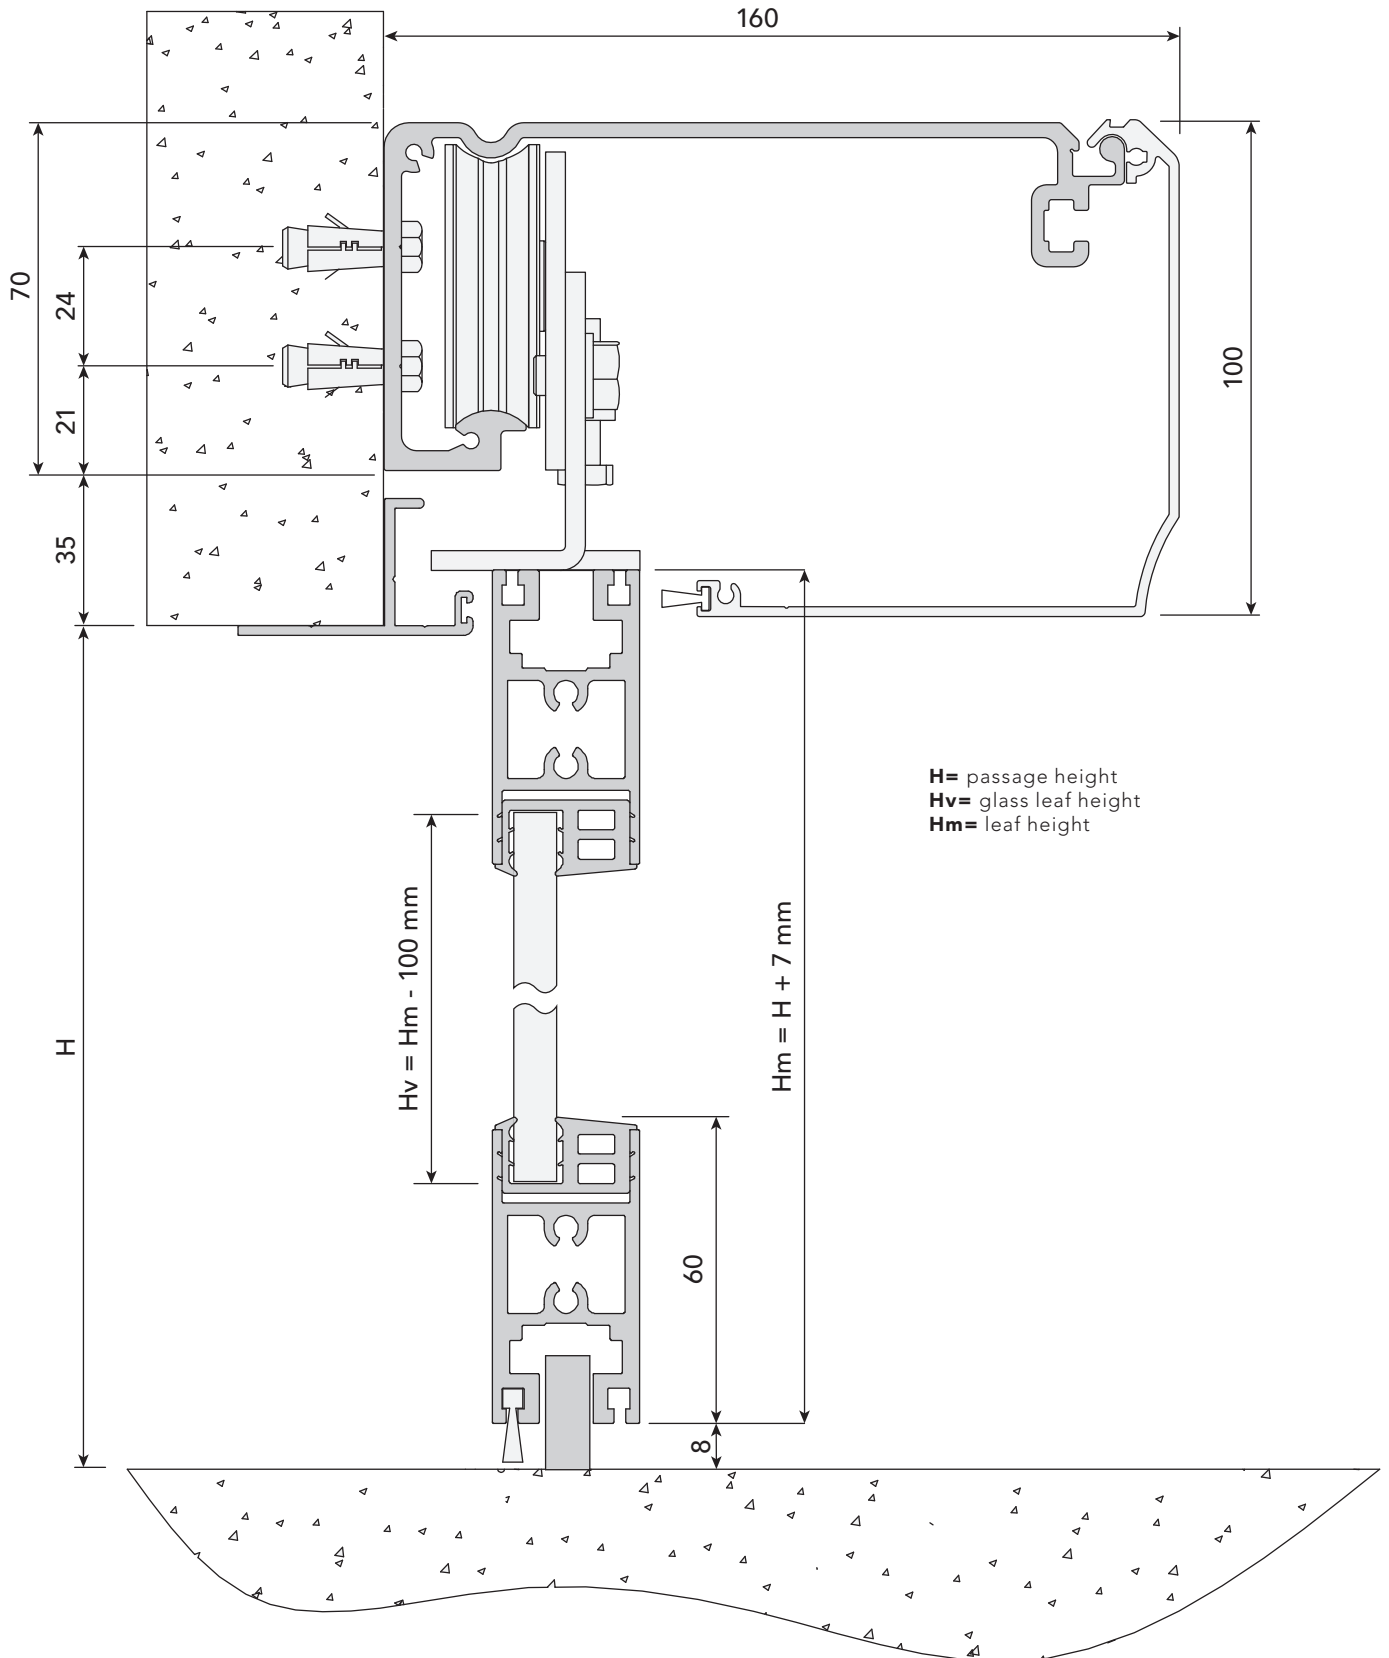 160
70
24
100
21
35
H= passage height
Hv= glass leaf height
Hm= leaf height
Hv = Hm - 100 mm
Hm = H + 7 mm
H
60
8